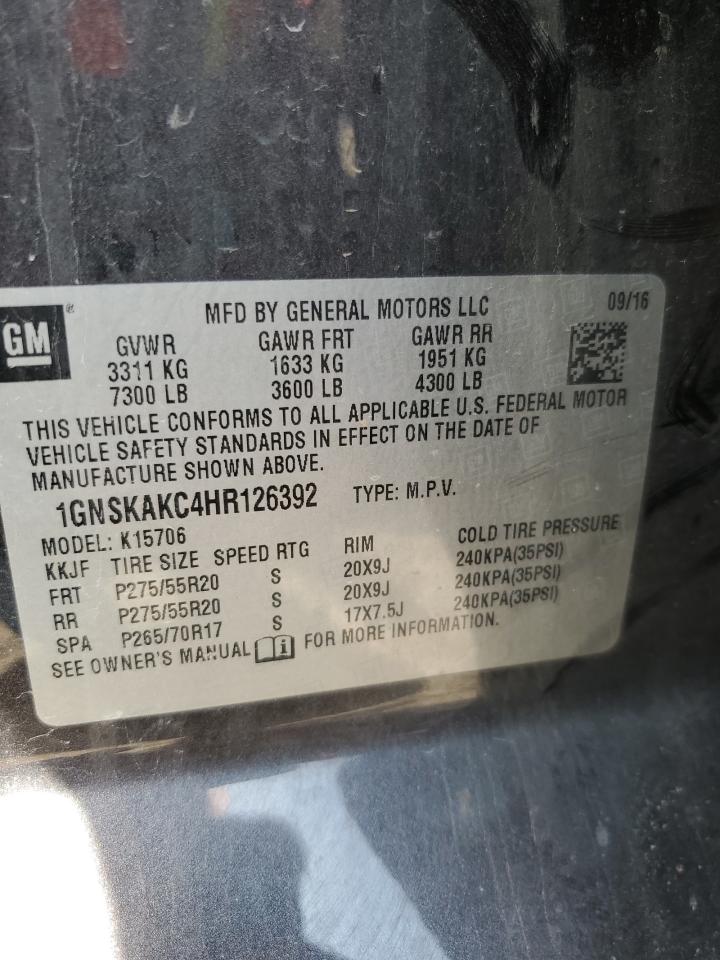 GM ®
MFD BY GENERAL MOTORS LLC 09/16
GVWR GAWR FRT GAWR RR
3311 KG 1633 KG 1951 KG
7300 LB 3600 LB 4300 LB
THIS VEHICLE CONFORMS TO ALL APPLICABLE U.S. FEDERAL MOTOR
VEHICLE SAFETY STANDARDS IN EFFECT ON THE DATE OF
MANUFACTURE SHOWN ABOVE.
1GNSKAKC4HR126392 TYPE: M.P.V.
MODEL: K15706
KKJF TIRE SIZE SPEED RTG RIM COLD TIRE PRESSURE
FRT P275/55R20 S 20X9J 240KPA(35PSI)
RR P275/55R20 S 20X9J 240KPA(35PSI)
SPA P265/70R17 S 17X7.5J 240KPA(35PSI)
SEE OWNER'S MANUAL i FOR MORE INFORMATION.